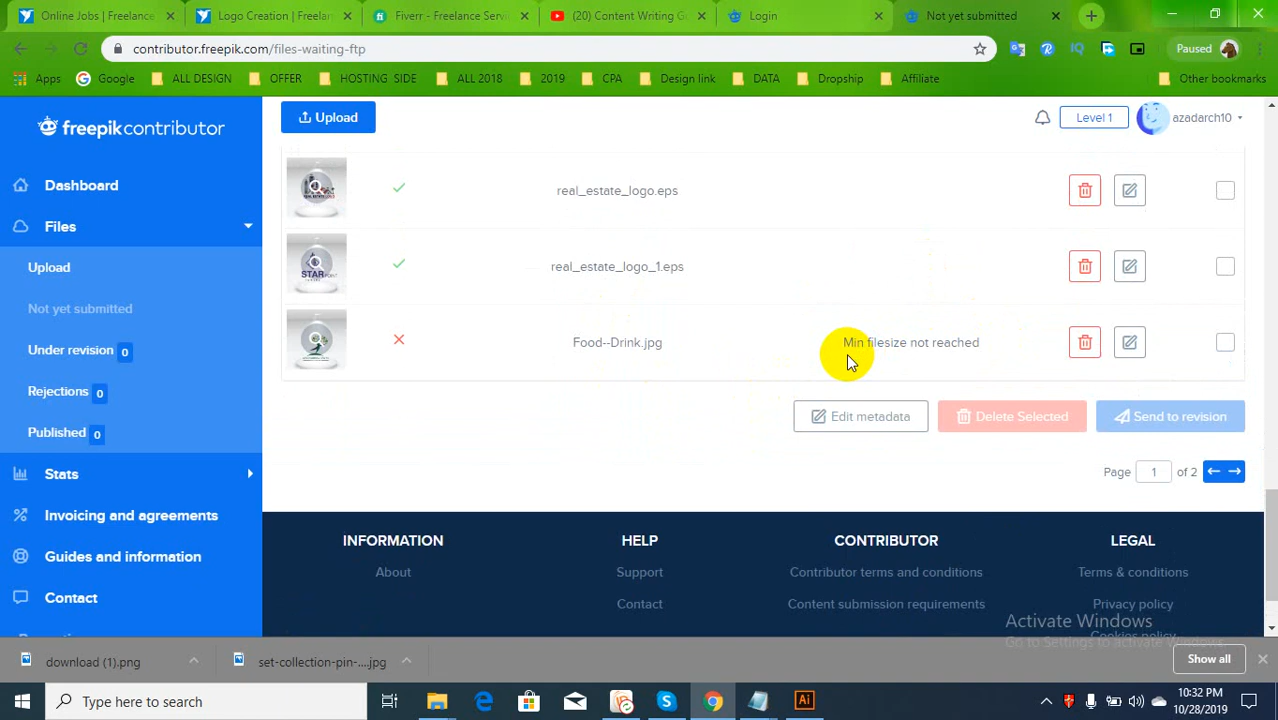 Online Jobs | Freelance
Logo Creation | Freelan
Fiverr - Freelance Servi
(20) Content Writing G
Login
Not yet submitted
contributor.freepik.com/files-waiting-ftp
Paused
Apps
Google
ALL DESIGN
OFFER
HOSTING SIDE
ALL 2018
2019
CPA
Design link
DATA
Dropship
Affiliate
Other bookmarks
freepikcontributor
Upload
Level 1
azadarch10
Dashboard
Files
Upload
Not yet submitted
Under revision 0
Rejections 0
Published 0
Stats
Invoicing and agreements
Guides and information
Contact
real_estate_logo.eps
real_estate_logo_1.eps
Food--Drink.jpg
Min filesize not reached
Edit metadata
Delete Selected
Send to revision
Page 1 of 2
INFORMATION
HELP
CONTRIBUTOR
LEGAL
About
Support
Contributor terms and conditions
Terms & conditions
Contact
Content submission requirements
Privacy policy
Cookies policy
Activate Windows
Go to Settings to activate Windows.
download (1).png
set-collection-pin-....jpg
Show all
Type here to search
10:32 PM
10/28/2019